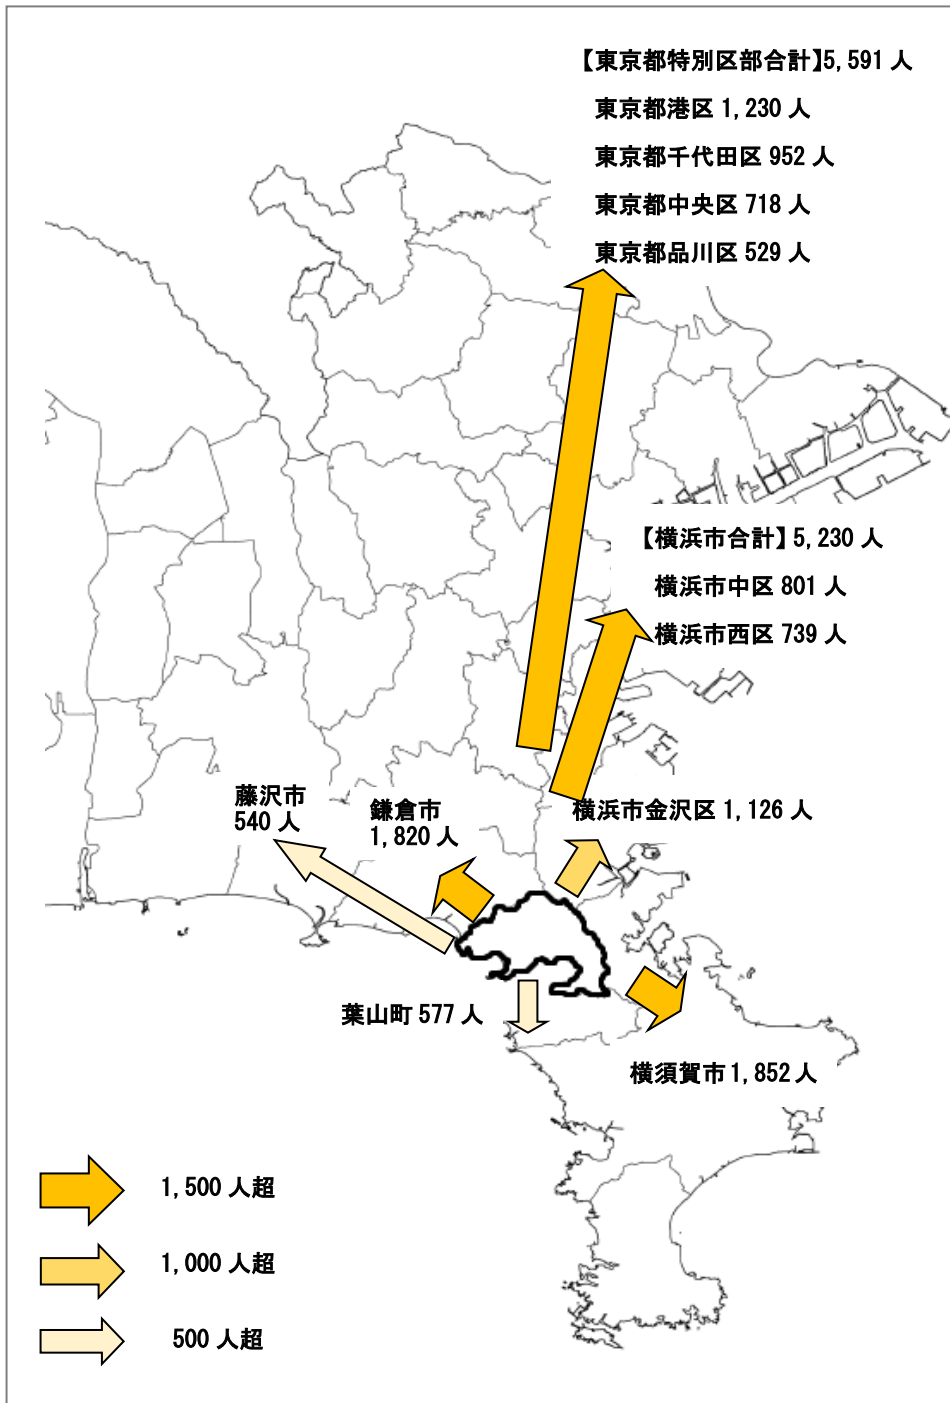 【東京都特別区部合計】5,591 人
東京都港区 1,230 人
東京都千代田区 952 人
東京都中央区 718 人
東京都品川区 529 人
【横浜市合計】 5,230 人
横浜市中区 801 人
横浜市西区 739 人
藤沢市
540 人
鎌倉市
1,820 人
横浜市金沢区 1,126 人
葉山町 577 人
横須賀市 1,852 人
1,500 人超
1,000 人超
500 人超